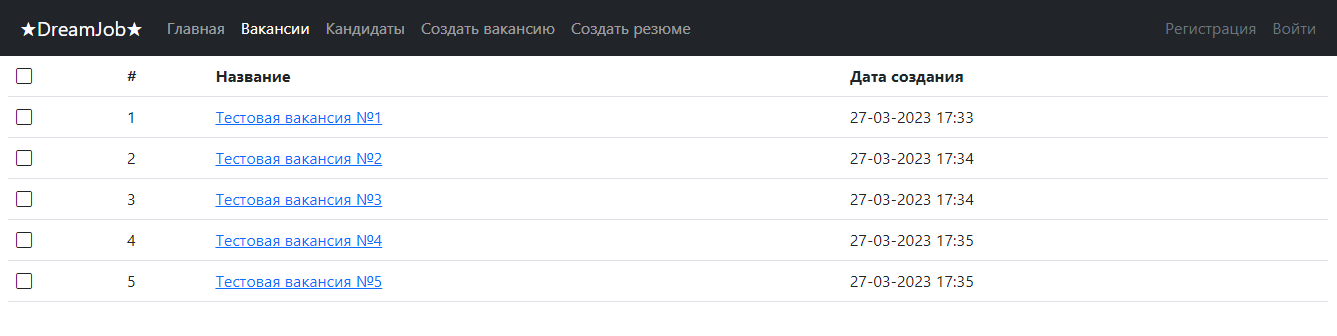 ★DreamJob★ Главная Вакансии Кандидаты Создать вакансию Создать резюме Регистрация Войти
# Название Дата создания
1 Тестовая вакансия №1 27-03-2023 17:33
2 Тестовая вакансия №2 27-03-2023 17:34
3 Тестовая вакансия №3 27-03-2023 17:34
4 Тестовая вакансия №4 27-03-2023 17:35
5 Тестовая вакансия №5 27-03-2023 17:35